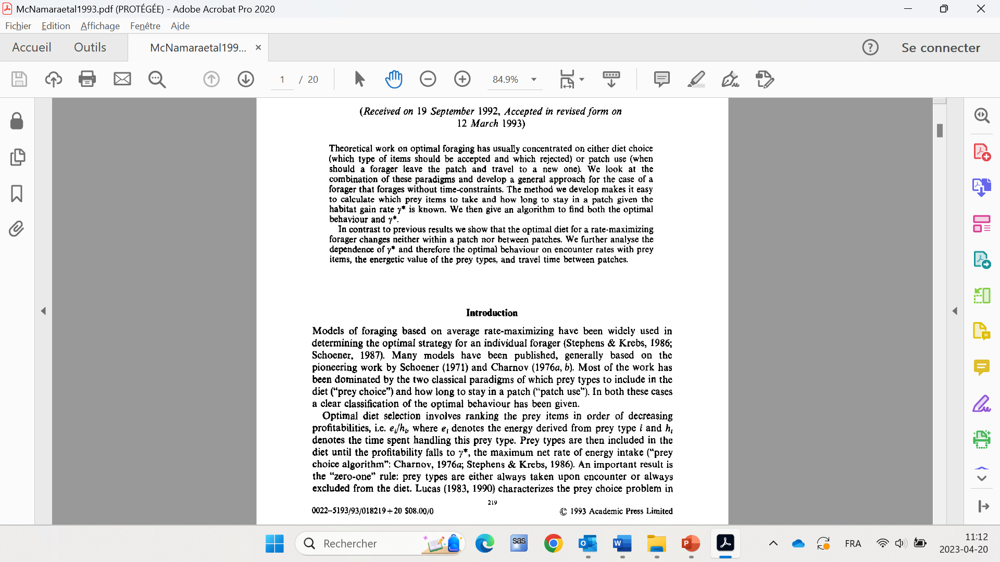 McNamaraetal1993.pdf (PROTÉGÉE) - Adobe Acrobat Pro 2020
Fichier Edition Affichage Fenêtre Aide
Accueil Outils McNamaraetal199... × ? Se connecter
1 / 20 84.9%
(Received on 19 September 1992, Accepted in revised form on
12 March 1993)
Theoretical work on optimal foraging has usually concentrated on either diet choice
(which type of items should be accepted and which rejected) or patch use (when
should a forager leave the patch and travel to a new one). We look at the
combination of these paradigms and develop a general approach for the case of a
forager that forages without time-constraints. The method we develop makes it easy
to calculate which prey items to take and how long to stay in a patch given the
habitat gain rate γ* is known. We then give an algorithm to find both the optimal
behaviour and γ*.
In contrast to previous results we show that the optimal diet for a rate-maximizing
forager changes neither within a patch nor between patches. We further analyse the
dependence of γ* and therefore the optimal behaviour on encounter rates with prey
items, the energetic value of the prey types, and travel time between patches.
Introduction
Models of foraging based on average rate-maximizing have been widely used in
determining the optimal strategy for an individual forager (Stephens & Krebs, 1986;
Schoener, 1987). Many models have been published, generally based on the
pioneering work by Schoener (1971) and Charnov (1976a, b). Most of the work has
been dominated by the two classical paradigms of which prey types to include in the
diet (“prey choice”) and how long to stay in a patch (“patch use”). In both these cases
a clear classification of the optimal behaviour has been given.
Optimal diet selection involves ranking the prey items in order of decreasing
profitabilities, i.e. ei/hi, where ei denotes the energy derived from prey type i and hi
denotes the time spent handling this prey type. Prey types are then included in the
diet until the profitability falls to γ*, the maximum net rate of energy intake (“prey
choice algorithm”: Charnov, 1976a; Stephens & Krebs, 1986). An important result is
the “zero-one” rule: prey types are either always taken upon encounter or always
excluded from the diet. Lucas (1983, 1990) characterizes the prey choice problem in
219
0022–5193/93/018219+20 $08.00/0 © 1993 Academic Press Limited
Rechercher sas FRA 11:12
2023-04-20